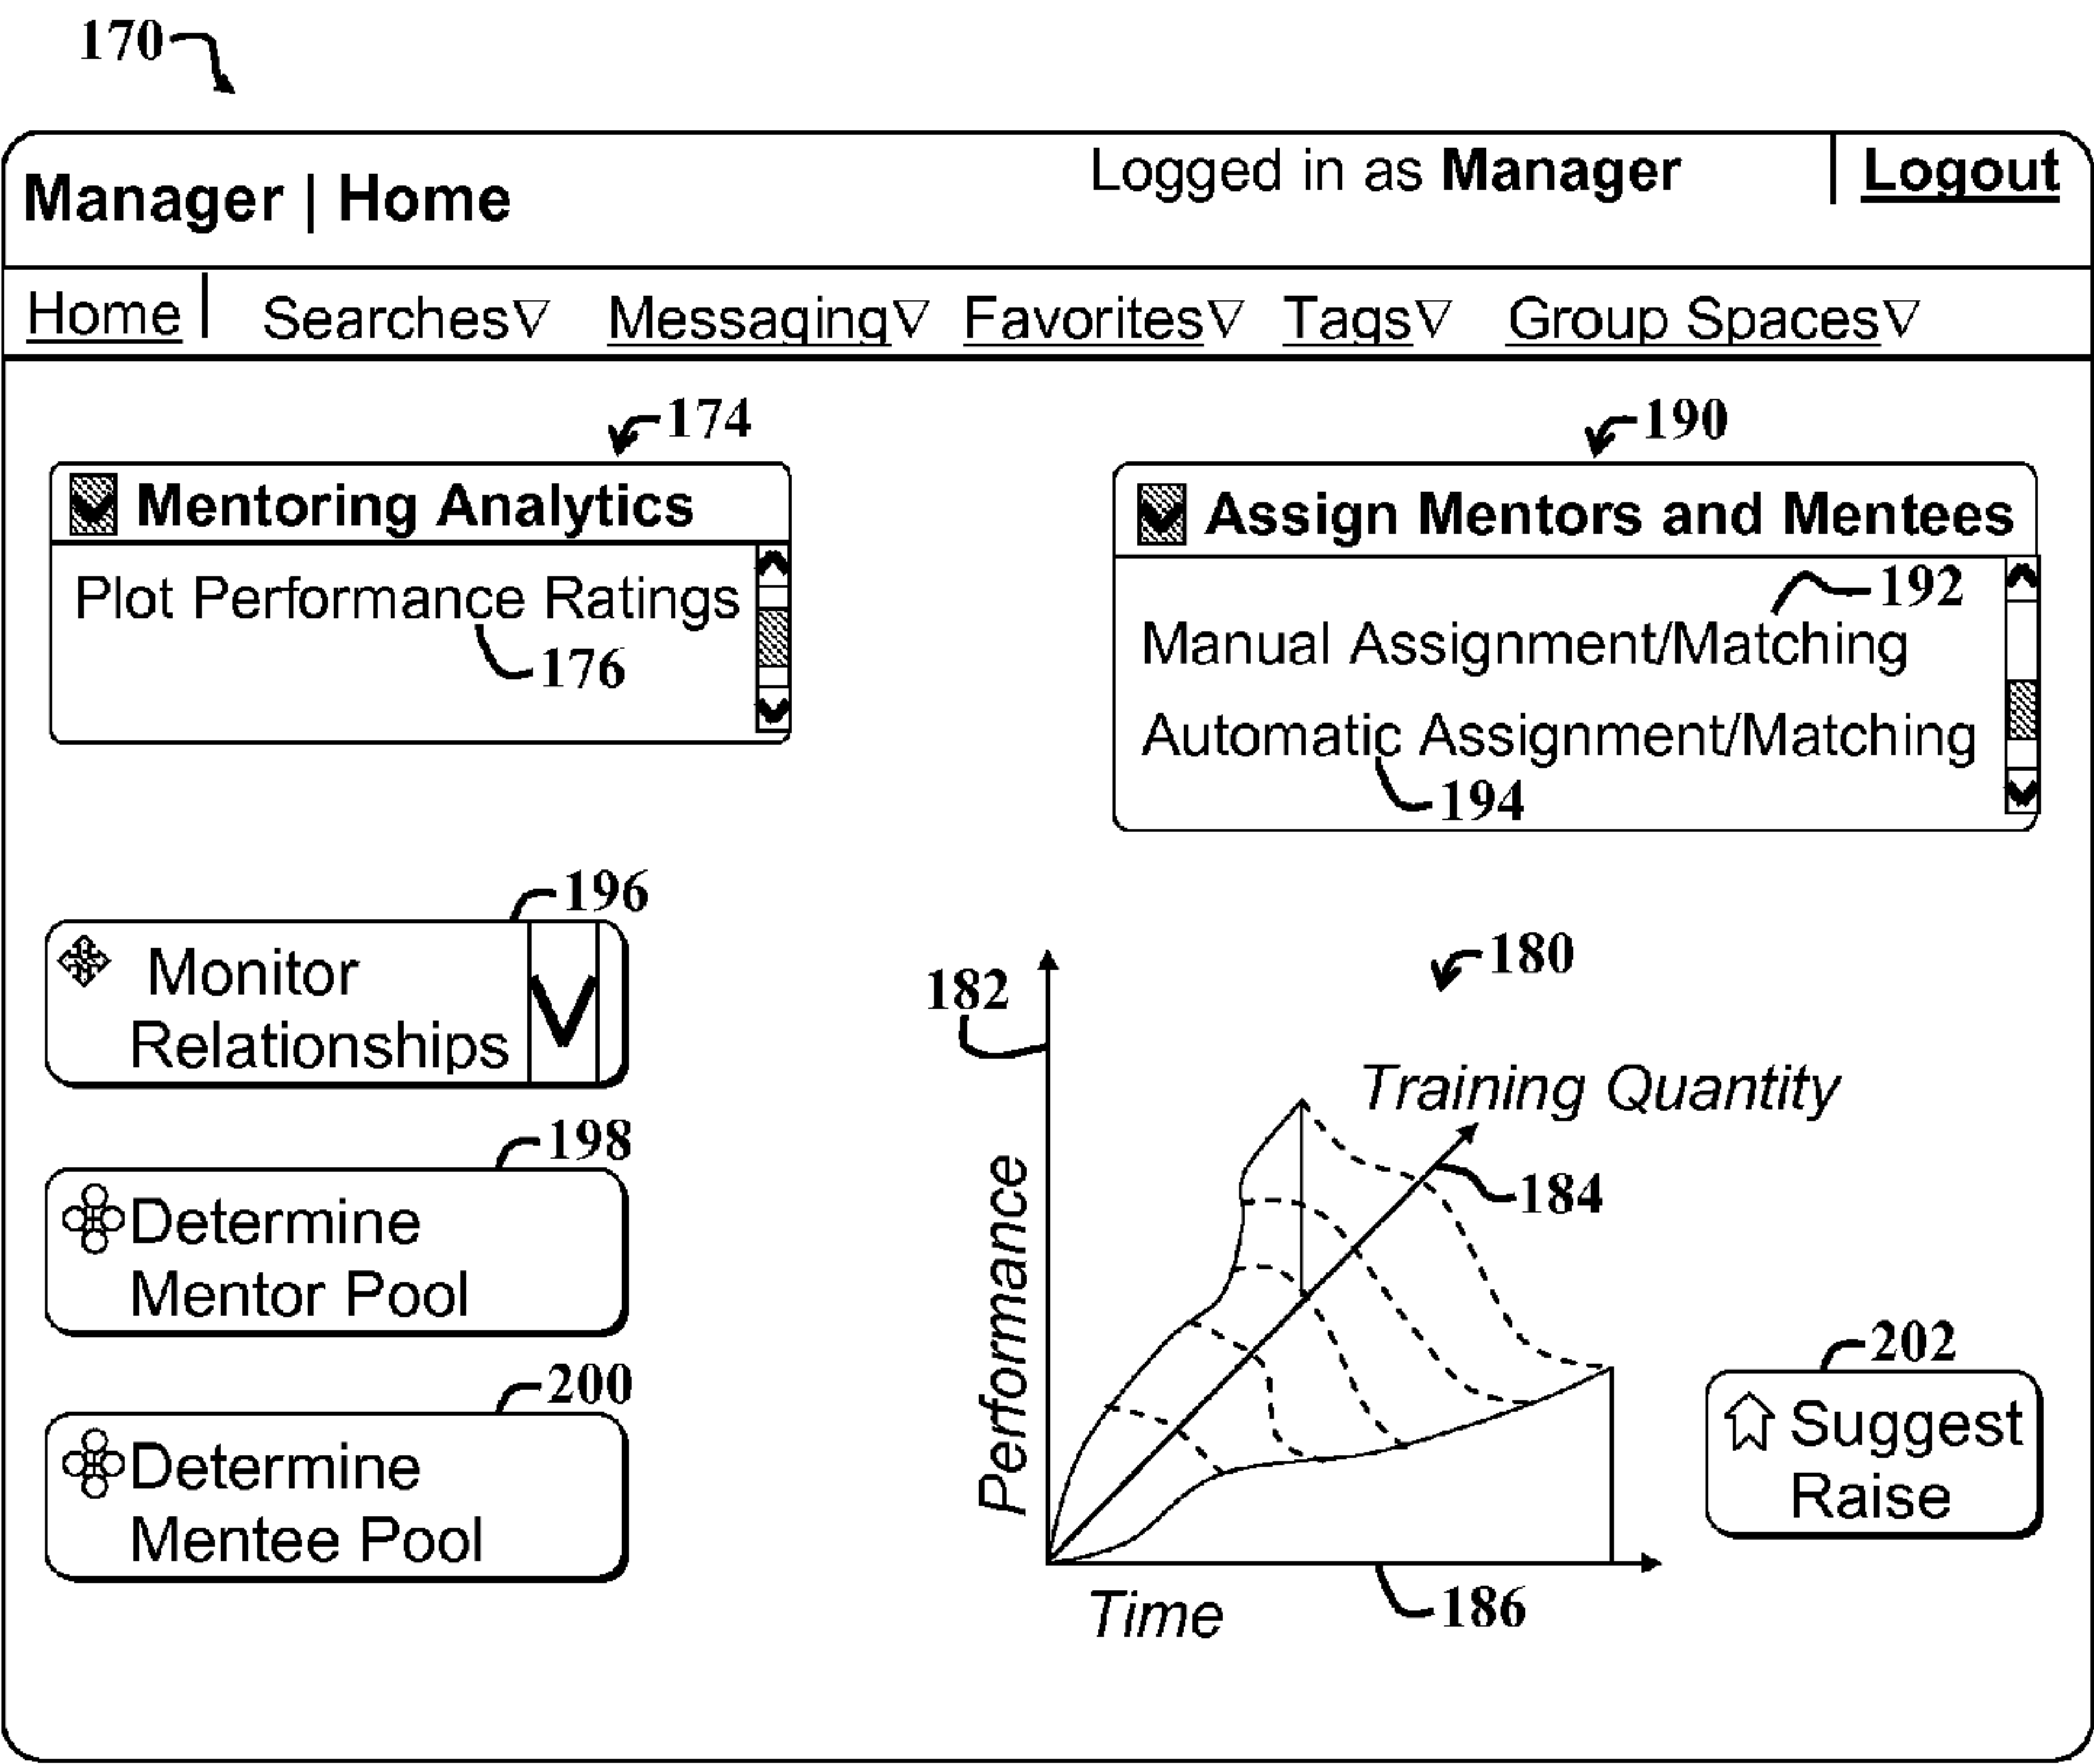 170
Manager | Home
Logged in as Manager | Logout
Home | Searches Messaging Favorites Tags Group Spaces
174
Mentoring Analytics
Plot Performance Ratings
176
190
Assign Mentors and Mentees
192
Manual Assignment/Matching
Automatic Assignment/Matching
194
196
Monitor
Relationships
198
Determine
Mentor Pool
200
Determine
Mentee Pool
180
182
Training Quantity
184
Performance
Time
186
202
Suggest
Raise